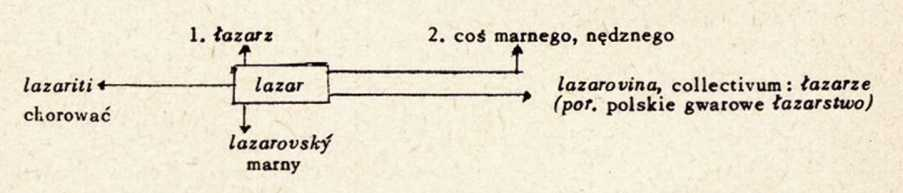 1. łazarz
2. coś marnego, nędznego
lazariti
chorować
lazar
lazarovina, collectivum: łazarze
(por. polskie gwarowe łazarstwo)
lazarovský
marny